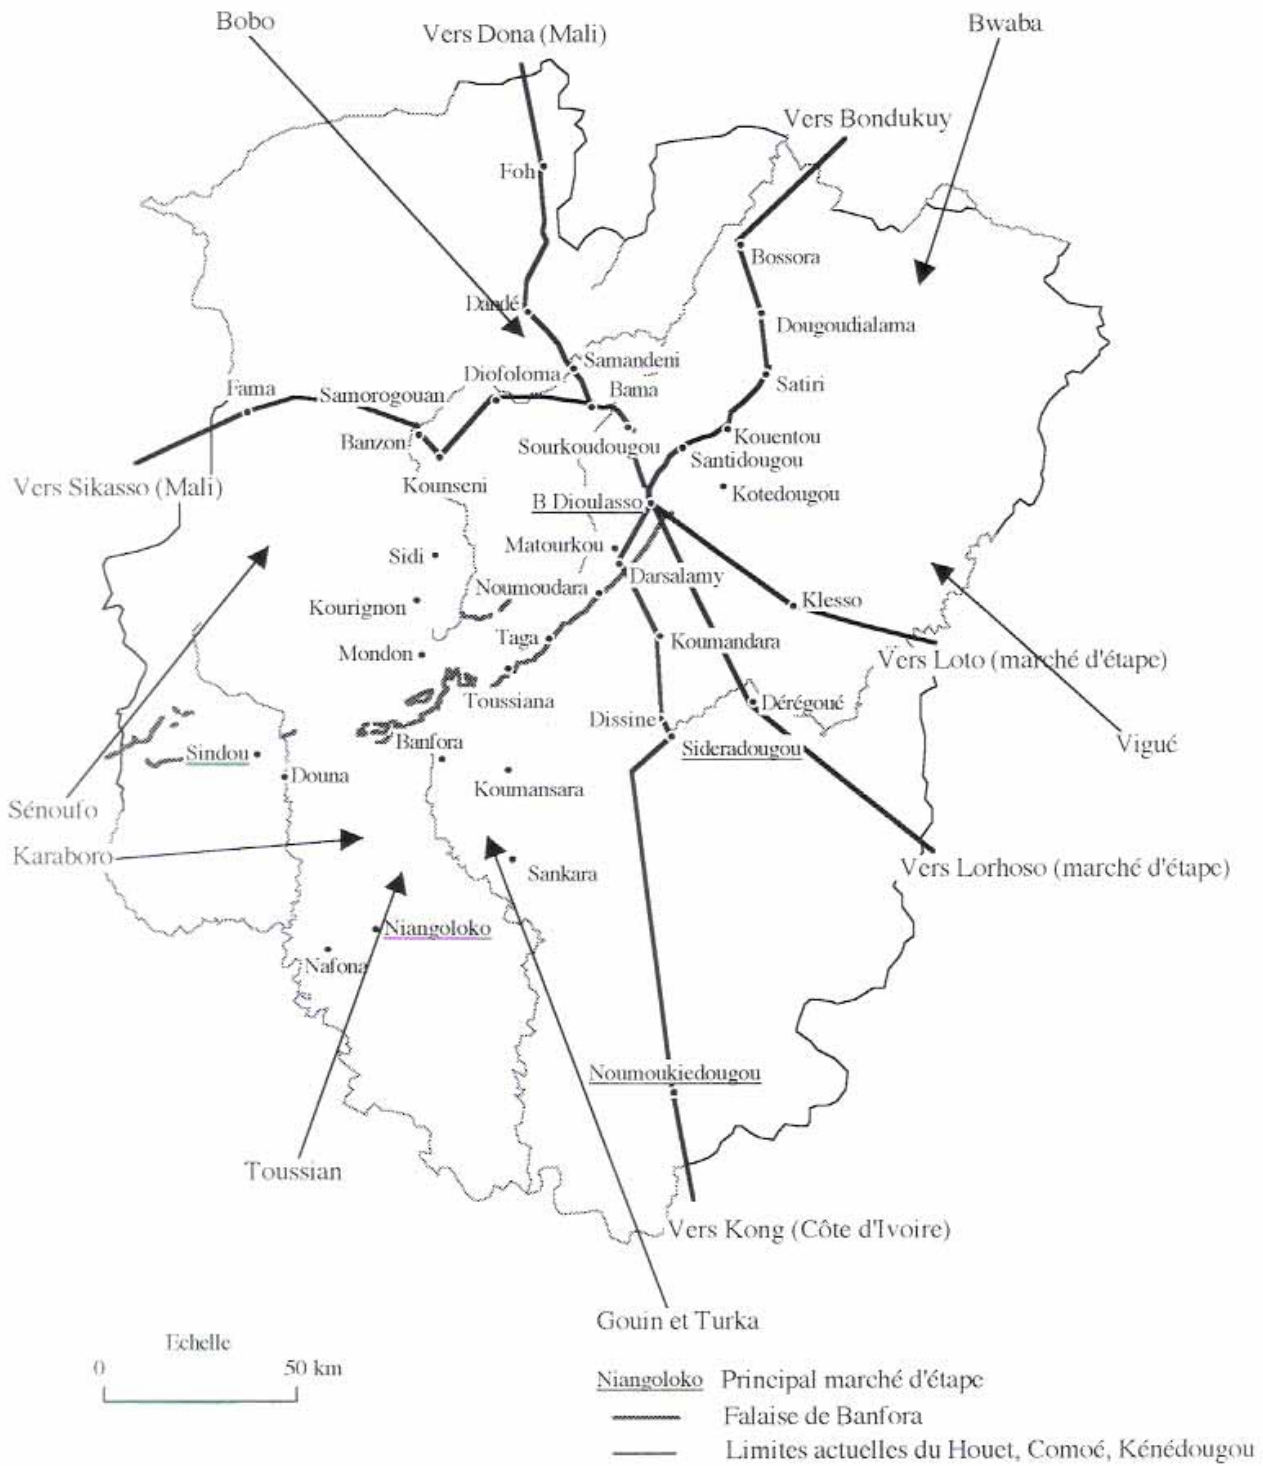 Bobo
Vers Dona (Mali)
Bwaba
Vers Bondukuy
Foh
Bossora
Dandé
Dougoudialama
Samandeni
Diofoloma
Satiri
Fama
Samorogouan
Bama
Banzon
Sourkoudougou
Kouentou
Santidougou
Vers Sikasso (Mali)
Kounseni
B Dioulasso
Kotedougou
Sidi
Matourkou
Noumoudara
Darsalamy
Kourignon
Klesso
Taga
Koumandara
Mondon
Vers Loto (marché d'étape)
Toussiana
Dérégoué
Dissine
Banfora
Sideradougou
Vigué
Sindou
Douna
Koumansara
Sénoufo
Karaboro
Sankara
Vers Lorhoso (marché d'étape)
Niangoloko
Nafona
Noumoukiedougou
Toussian
Vers Kong (Côte d'Ivoire)
Gouin et Turka
Echelle
0 50 km
Niangoloko Principal marché d'étape
Falaise de Banfora
Limites actuelles du Houet, Comoé, Kénédougou